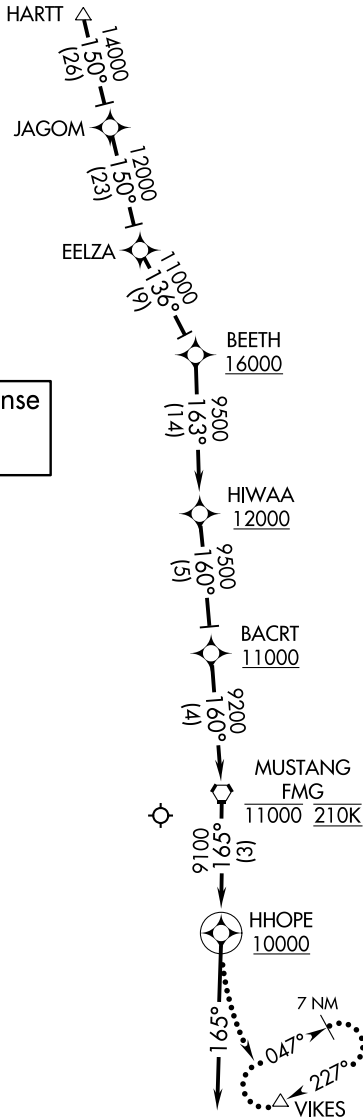 HARTT
14000
150°
(26)
JAGOM
12000
150°
(23)
EELZA
11000
136°
(9)
BEETH
16000
nse
9500
163°
(14)
HIWAA
12000
9500
160°
(5)
BACRT
11000
9200
160°
(4)
MUSTANG
FMG
11000 210K
(3)
165°
9100
HHOPE
10000
165°
7 NM
047°
227°
VIKES